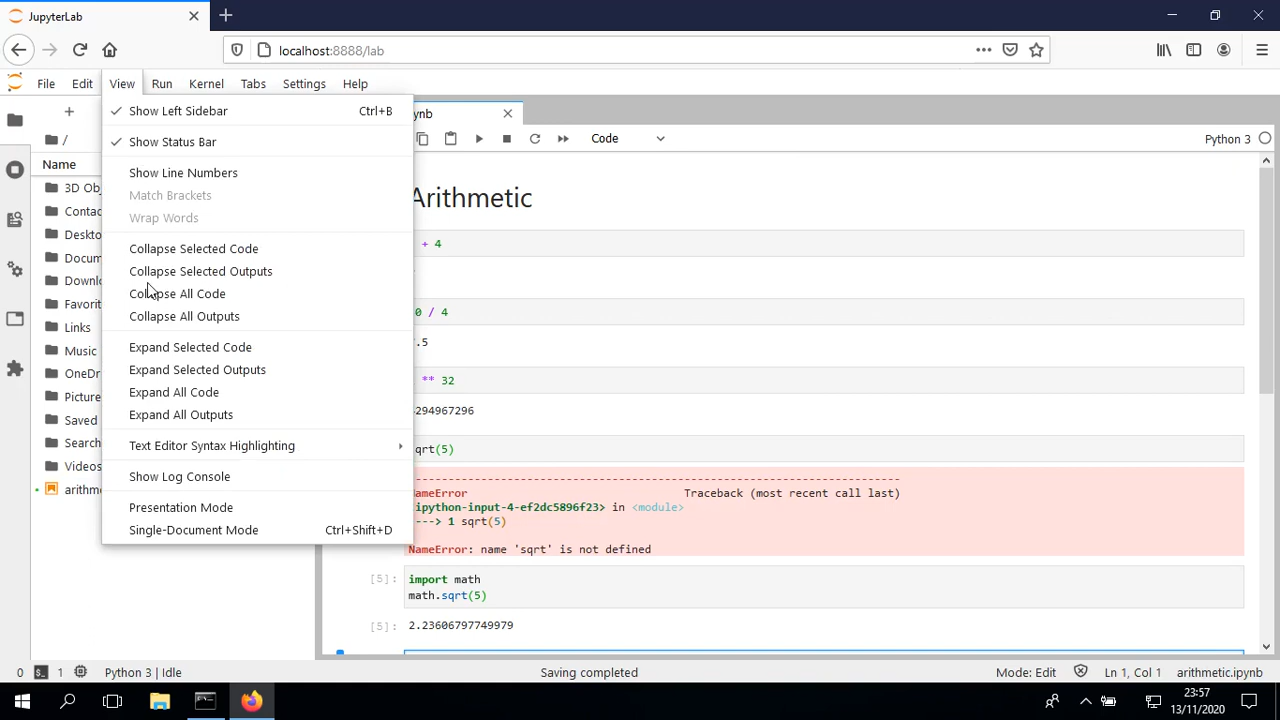 JupyterLab
localhost:8888/lab
File Edit View Run Kernel Tabs Settings Help
Show Left Sidebar Ctrl+B
Show Status Bar
Show Line Numbers
Match Brackets
Wrap Words
Collapse Selected Code
Collapse Selected Outputs
Collapse All Code
Collapse All Outputs
Expand Selected Code
Expand Selected Outputs
Expand All Code
Expand All Outputs
Text Editor Syntax Highlighting
Show Log Console
Presentation Mode
Single-Document Mode Ctrl+Shift+D
/
Name
3D Obj
Contac
Deskto
Docum
Downlo
Favorit
Links
Music
OneDr
Picture
Saved
Search
Videos
arithme
ynb
Code
Python 3
Arithmetic
+ 4
0 / 4
.5
** 32
294967296
qrt(5)
NameError Traceback (most recent call last)
ipython-input-4-ef2dc5896f23> in <module>
---> 1 sqrt(5)
NameError: name 'sqrt' is not defined
[5]: import math
math.sqrt(5)
[5]: 2.23606797749979
0 1 Python 3 | Idle Saving completed Mode: Edit Ln 1, Col 1 arithmetic.ipynb
23:57
13/11/2020